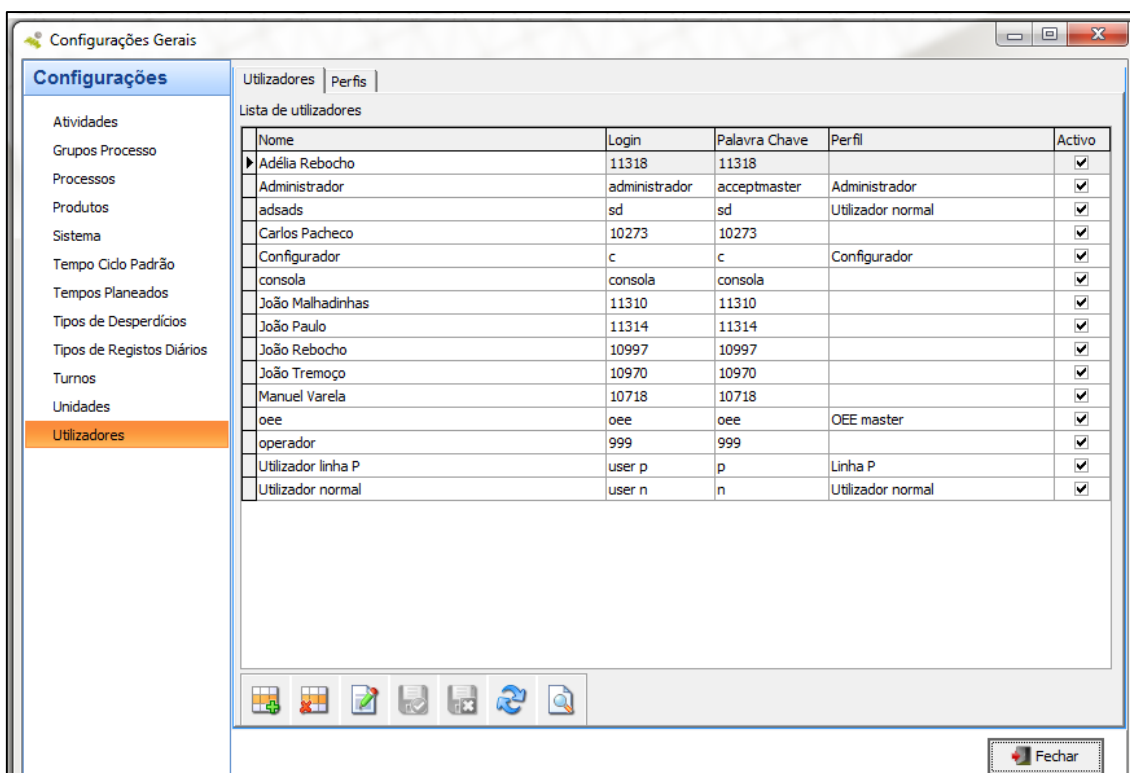 Configurações Gerais
Configurações
Atividades
Grupos Processo
Processos
Produtos
Sistema
Tempo Ciclo Padrão
Tempos Planeados
Tipos de Desperdícios
Tipos de Registos Diários
Turnos
Unidades
Utilizadores
Utilizadores Perfis
Lista de utilizadores
Nome Login Palavra Chave Perfil Activo
Adélia Rebocho 11318 11318
Administrador administrador acceptmaster Administrador
adsads sd sd Utilizador normal
Carlos Pacheco 10273 10273
Configurador c c Configurador
consola consola consola
João Malhadinhas 11310 11310
João Paulo 11314 11314
João Rebocho 10997 10997
João Tremoço 10970 10970
Manuel Varela 10718 10718
oee oee oee OEE master
operador 999 999
Utilizador linha P user p p Linha P
Utilizador normal user n n Utilizador normal
Fechar